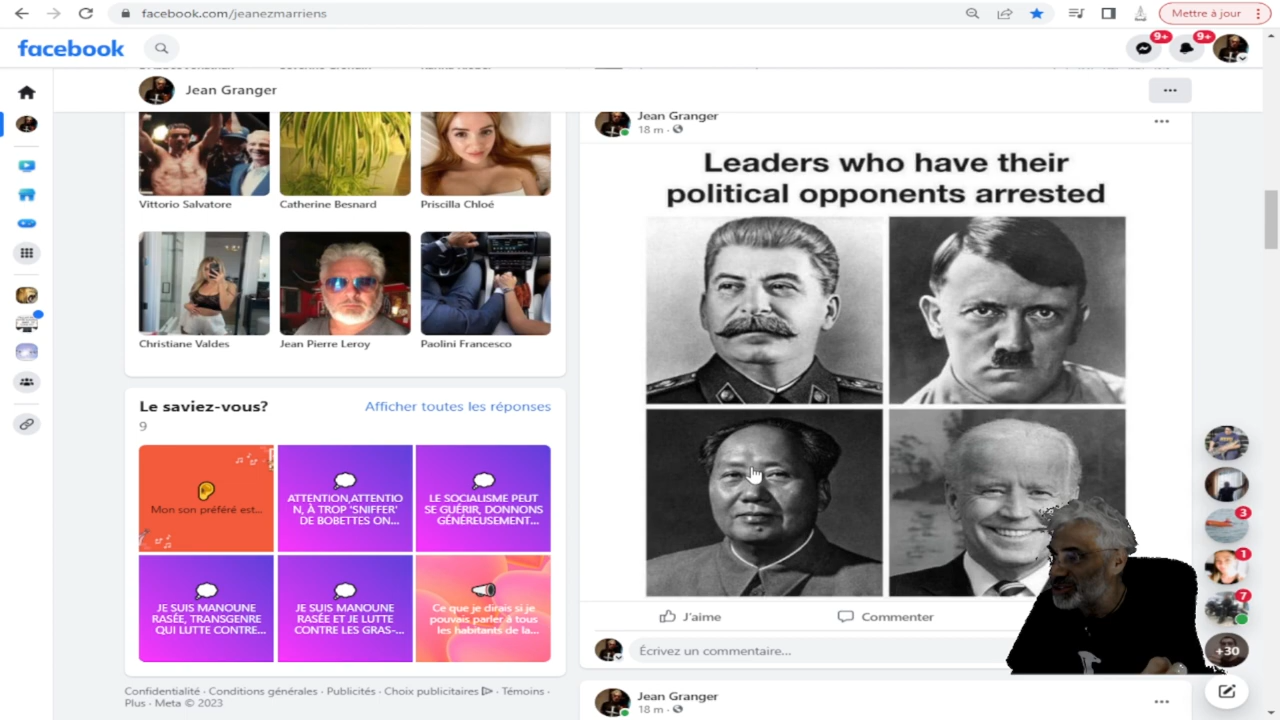 facebook.com/jeanezmarriens
Mettre à jour
facebook
9+
9+
Jean Granger
Vittorio Salvatore
Catherine Besnard
Priscilla Chloé
Christiane Valdes
Jean Pierre Leroy
Paolini Francesco
Le saviez-vous?
Afficher toutes les réponses
9
Mon son préféré est...
ATTENTION,ATTENTIO
N, À TROP 'SNIFFER'
DE BOBETTES ON...
LE SOCIALISME PEUT
SE GUÉRIR, DONNONS
GÉNÉREUSEMENT...
JE SUIS MANOUNE
RASÉE, TRANSGENRE
QUI LUTTE CONTRE...
JE SUIS MANOUNE
RASÉE ET JE LUTTE
CONTRE LES GRAS-...
Ce que je dirais si je
pouvais parler à tous
les habitants de la...
Confidentialité · Conditions générales · Publicités · Choix publicitaires · Témoins ·
Plus · Meta © 2023
Jean Granger
18 m ·
Leaders who have their
political opponents arrested
J'aime
Commenter
Écrivez un commentaire...
Jean Granger
18 m ·
3
1
7
+30